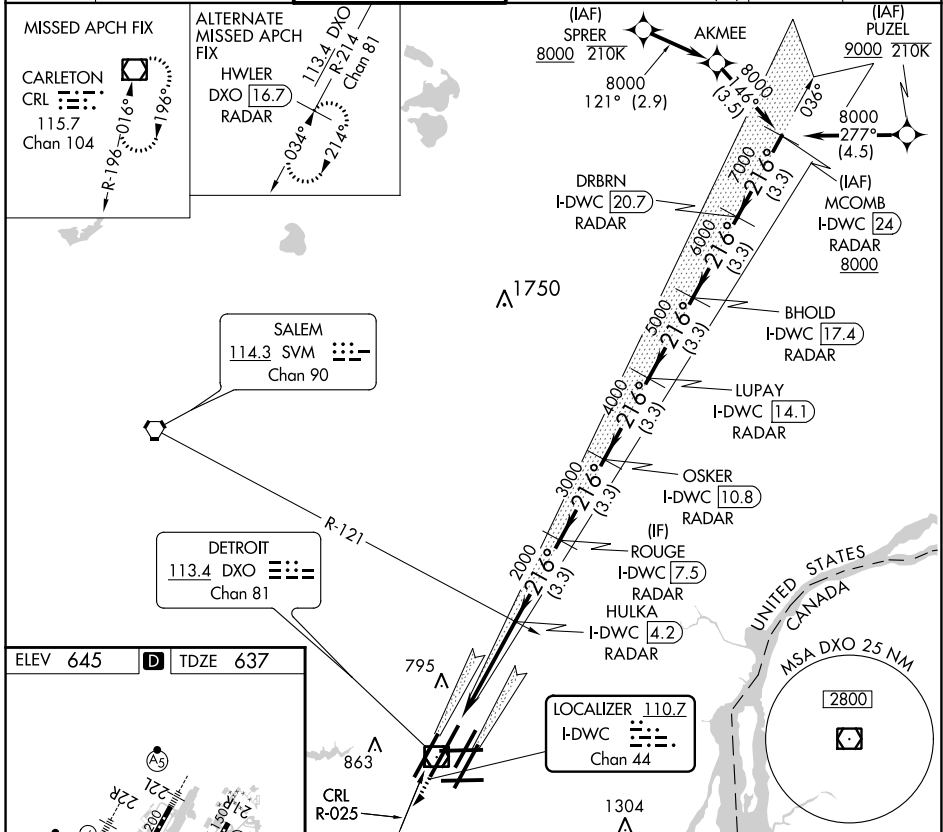 MISSED APCH FIX
CARLETON
CRL
115.7
Chan 104
R-196
016°
196°
ALTERNATE
MISSED APCH
FIX
HWLER
DXO 16.7
RADAR
113.4 DXO
R-214
Chan 81
034°
214°
(IAF)
SPRER
8000 210K
AKMEE
8000
121° (2.9)
8000
146°
(3.5)
(IAF)
PUZEL
9000 210K
036°
8000
277°
(4.5)
(IAF)
MCOMB
I-DWC 24
RADAR
8000
7000
216°
(3.3)
DRBRN
I-DWC 20.7
RADAR
6000
216°
(3.3)
1750
BHOLD
I-DWC 17.4
RADAR
5000
216°
(3.3)
SALEM
114.3 SVM
Chan 90
LUPAY
I-DWC 14.1
RADAR
4000
216°
(3.3)
OSKER
I-DWC 10.8
RADAR
3000
216°
(3.3)
R-121
(IF)
ROUGE
I-DWC 7.5
RADAR
2000
216°
(3.3)
DETROIT
113.4 DXO
Chan 81
HULKA
I-DWC 4.2
RADAR
UNITED STATES
CANADA
MSA DXO 25 NM
2800
ELEV 645 D TDZE 637
795
863
LOCALIZER 110.7
I-DWC
Chan 44
CRL
R-025
1304
A5
22R
22L